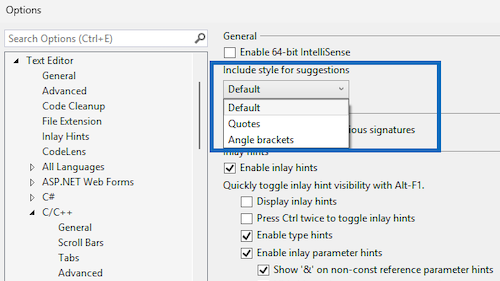 Options
Search Options (Ctrl+E)
Text Editor
General
Advanced
Code Cleanup
File Extension
Inlay Hints
CodeLens
All Languages
ASP.NET Web Forms
C#
C/C++
General
Scroll Bars
Tabs
Advanced
General
Enable 64-bit IntelliSense
Include style for suggestions
Default
Default
Quotes
Angle brackets
signatures
Inlay hints
Enable inlay hints
Quickly toggle inlay hint visibility with Alt-F1.
Display inlay hints
Press Ctrl twice to toggle inlay hints
Enable type hints
Enable inlay parameter hints
Show '&' on non-const reference parameter hints